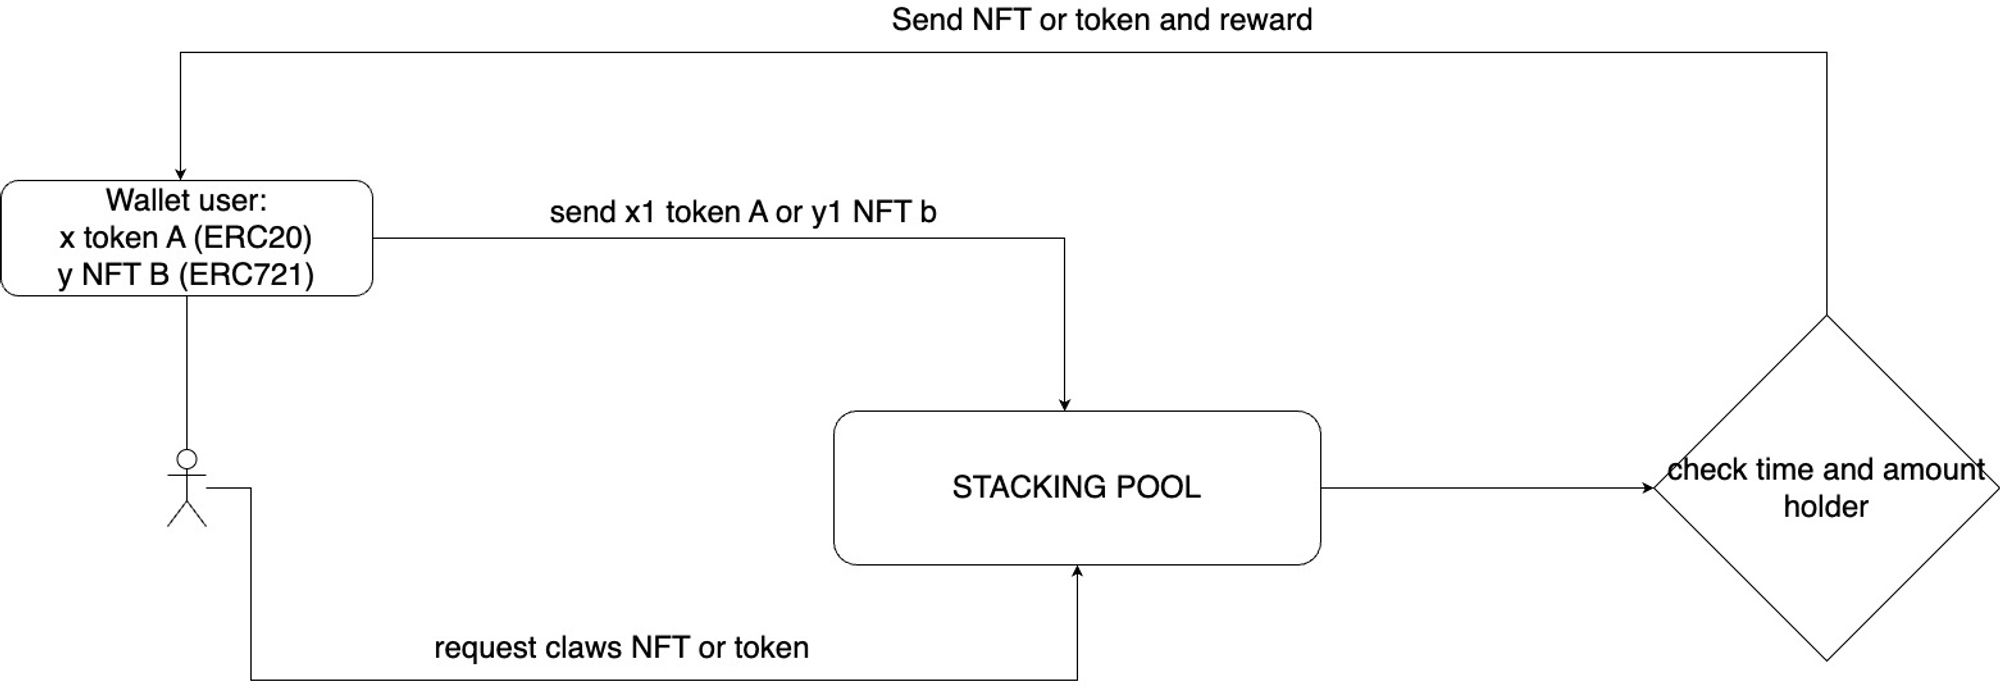 Send NFT or token and reward
Wallet user:
x token A (ERC20)
y NFT B (ERC721)
send x1 token A or y1 NFT b
STACKING POOL
check time and amount
holder
request claws NFT or token